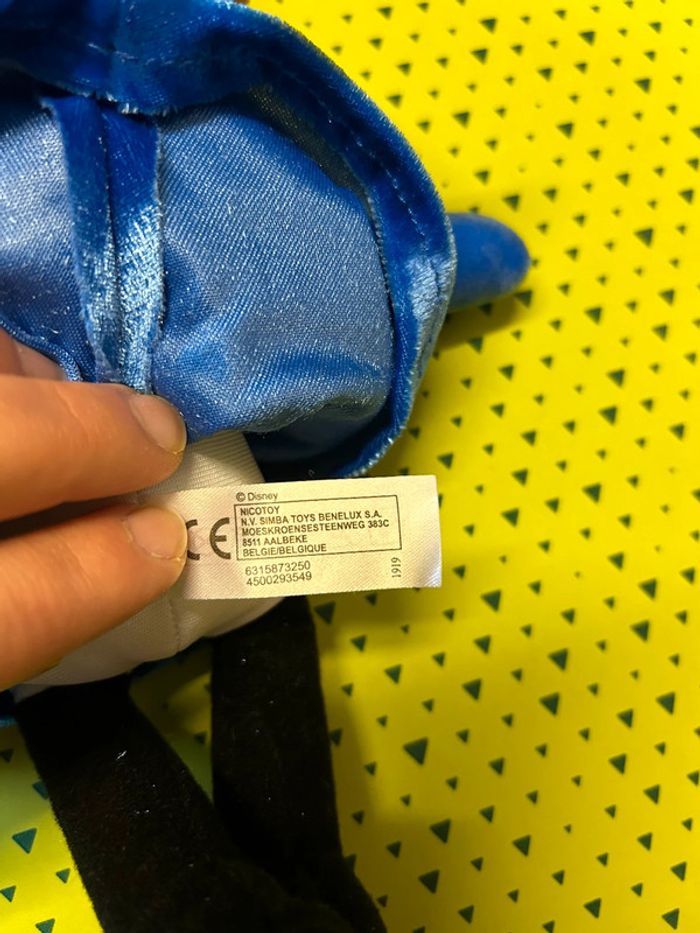 © Disney
CE
NICOTOY
N.V. SIMBA TOYS BENELUX S.A.
MOESKROENSESTEENWEG 383C
8511 AALBEKE
BELGIE/BELGIQUE
6315873250
4500293549
1919